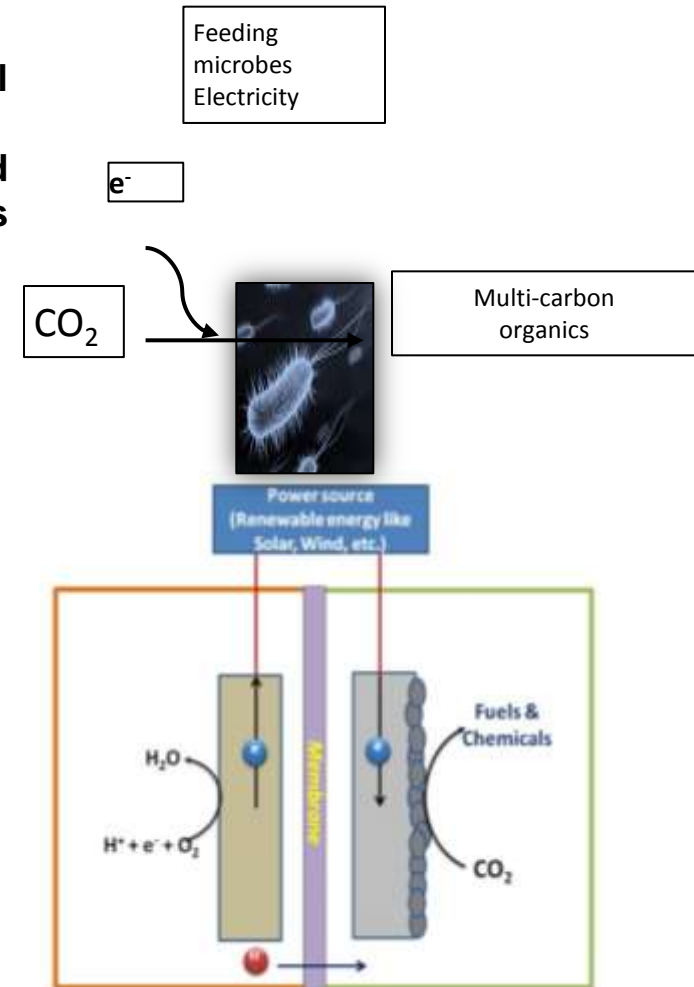 Feeding
microbes
Electricity
l
d
s
e⁻
CO₂
Multi-carbon
organics
Power source
(Renewable energy like
Solar, Wind, etc.)
Fuels &
Chemicals
H₂O
Membrane
H⁺ + e⁻ + O₂
CO₂